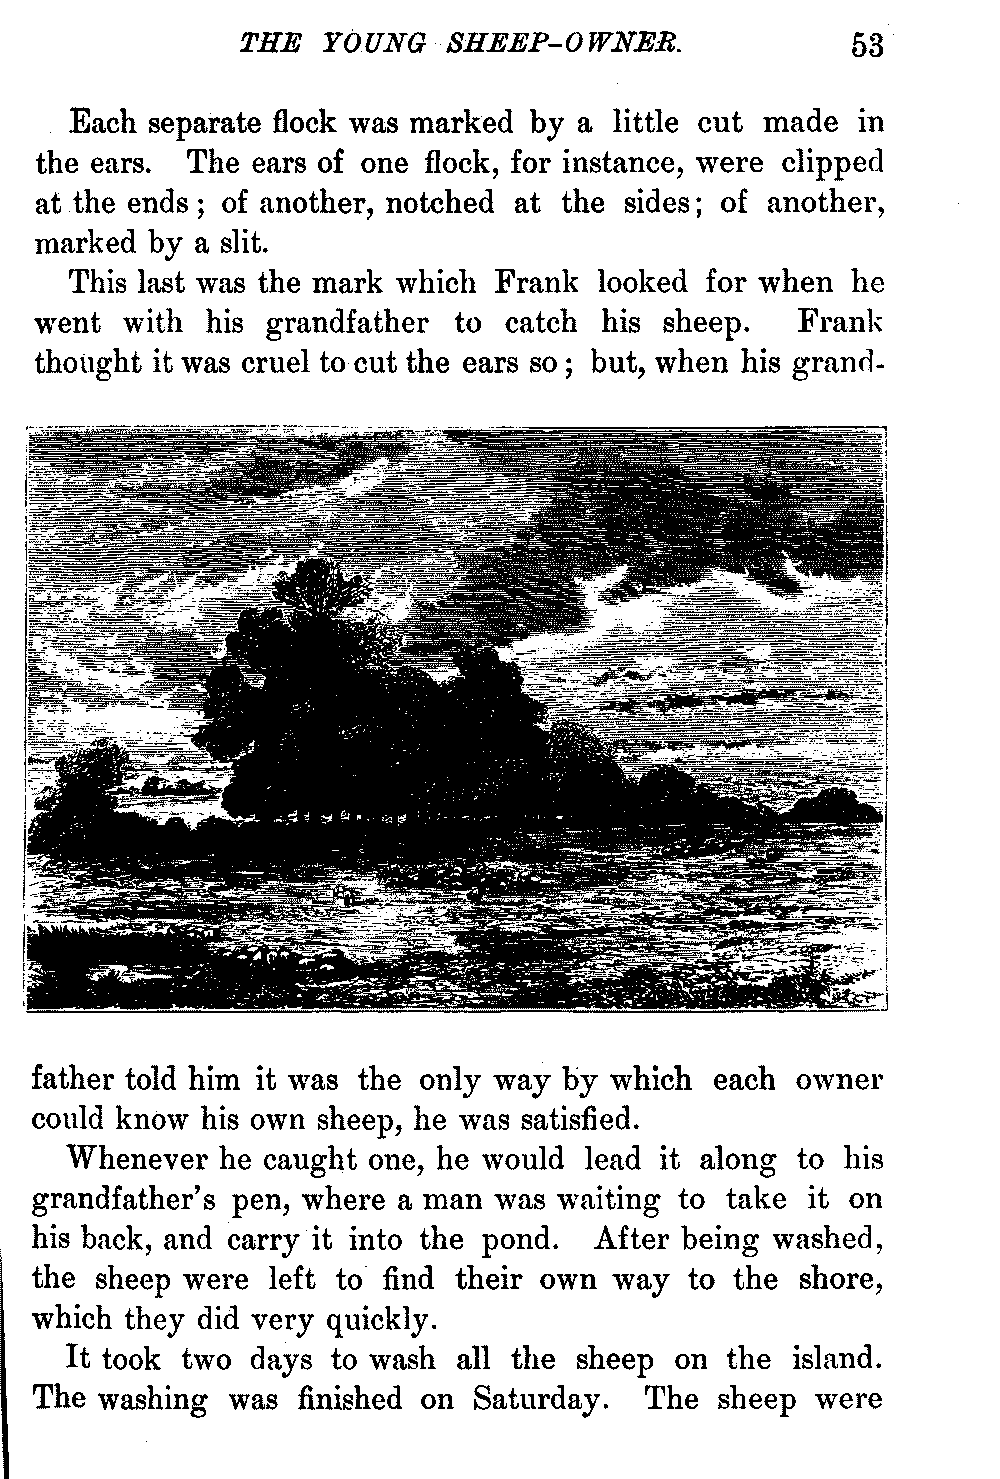 THE YOUNG SHEEP-OWNER. 53
Each separate flock was marked by a little cut made in
the ears. The ears of one flock, for instance, were clipped
at the ends; of another, notched at the sides; of another,
marked by a slit.
This last was the mark which Frank looked for when he
went with his grandfather to catch his sheep. Frank
thought it was cruel to cut the ears so; but, when his grand-
father told him it was the only way by which each owner
could know his own sheep, he was satisfied.
Whenever he caught one, he would lead it along to his
grandfather's pen, where a man was waiting to take it on
his back, and carry it into the pond. After being washed,
the sheep were left to find their own way to the shore,
which they did very quickly.
It took two days to wash all the sheep on the island.
The washing was finished on Saturday. The sheep were